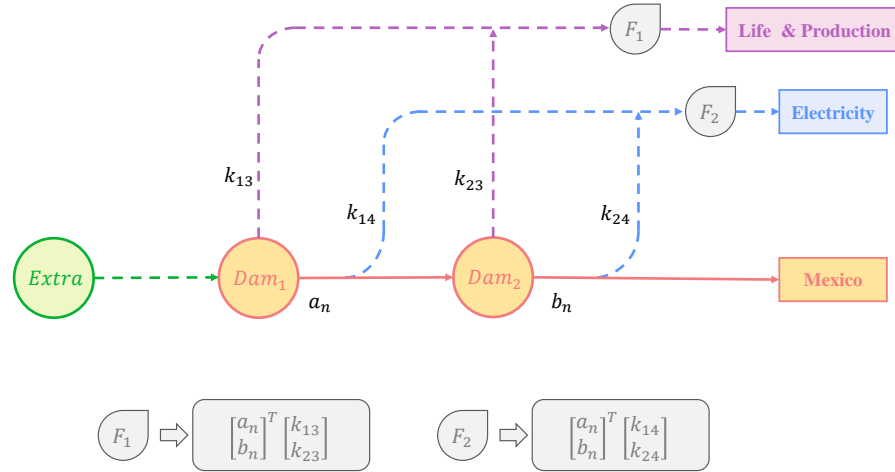 F₁
Life & Production
F₂
Electricity
k₁₃
k₂₃
k₁₄
k₂₄
Extra
Dam₁
Dam₂
Mexico
aₙ
bₙ
F₁ [aₙ bₙ]ᵀ [k₁₃ k₂₃]
F₂ [aₙ bₙ]ᵀ [k₁₄ k₂₄]